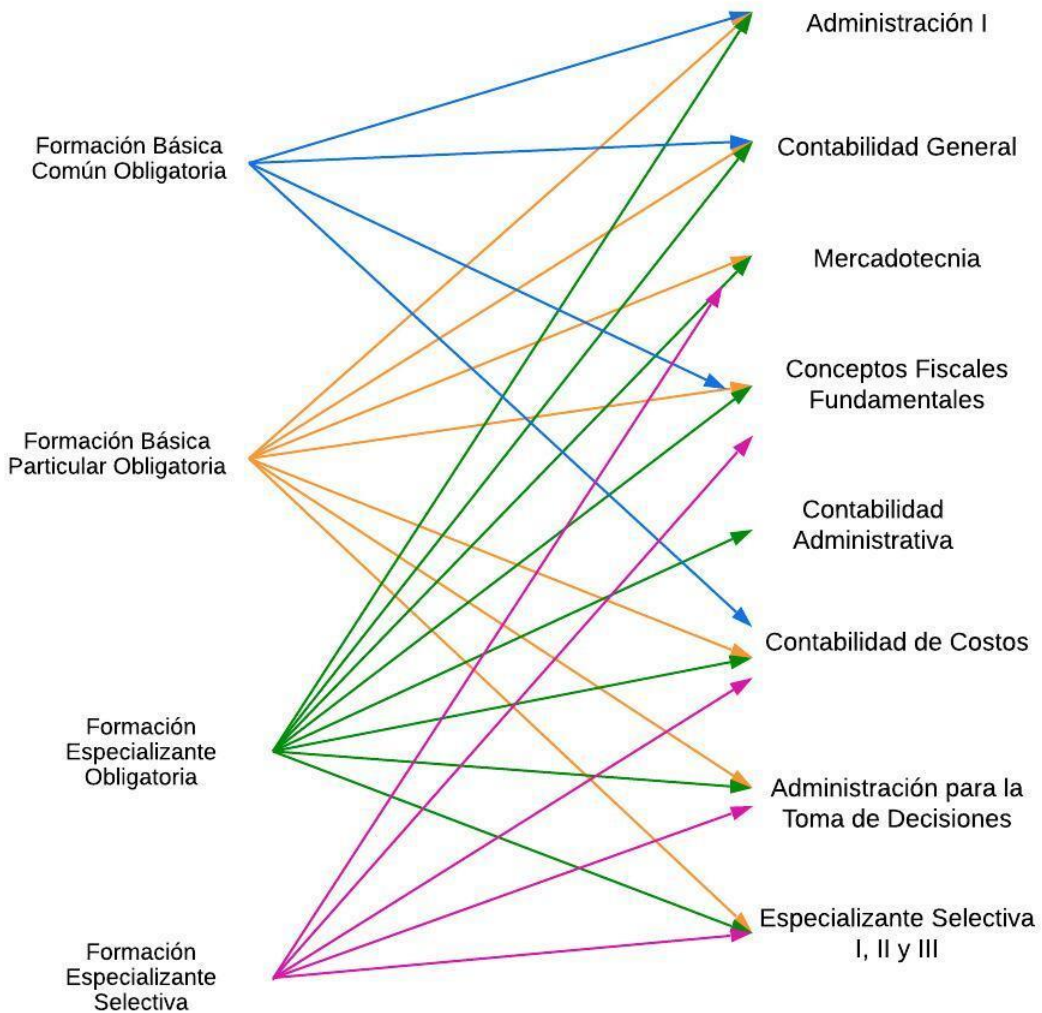 Formación Básica
Común Obligatoria
Formación Básica
Particular Obligatoria
Formación
Especializante
Obligatoria
Formación
Especializante
Selectiva
Administración I
Contabilidad General
Mercadotecnia
Conceptos Fiscales
Fundamentales
Contabilidad
Administrativa
Contabilidad de Costos
Administración para la
Toma de Decisiones
Especializante Selectiva
I, II y III